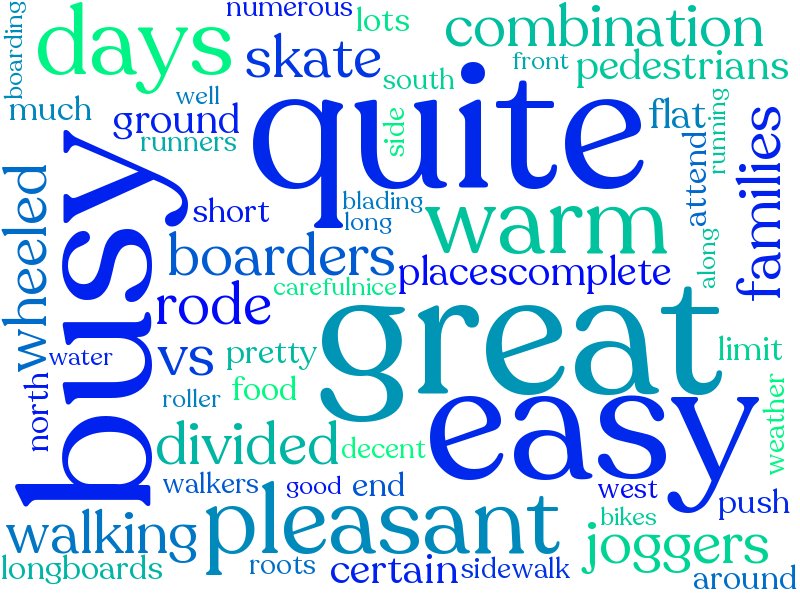 boarding
days
numerous
lots
combination
skate
south
front
pedestrians
much
well
ground
runners
quite
side
flat
running
attend
families
busy
wheeled
short
blading
long
warm
along
boarders
placescomplete
rode
carefulnice
great
vs
pretty
water
north
roller
food
limit
weather
divided
decent
easy
walkers
good
end
west
push
walking
pleasant
bikes
joggers
longboards
roots
certain
sidewalk
around